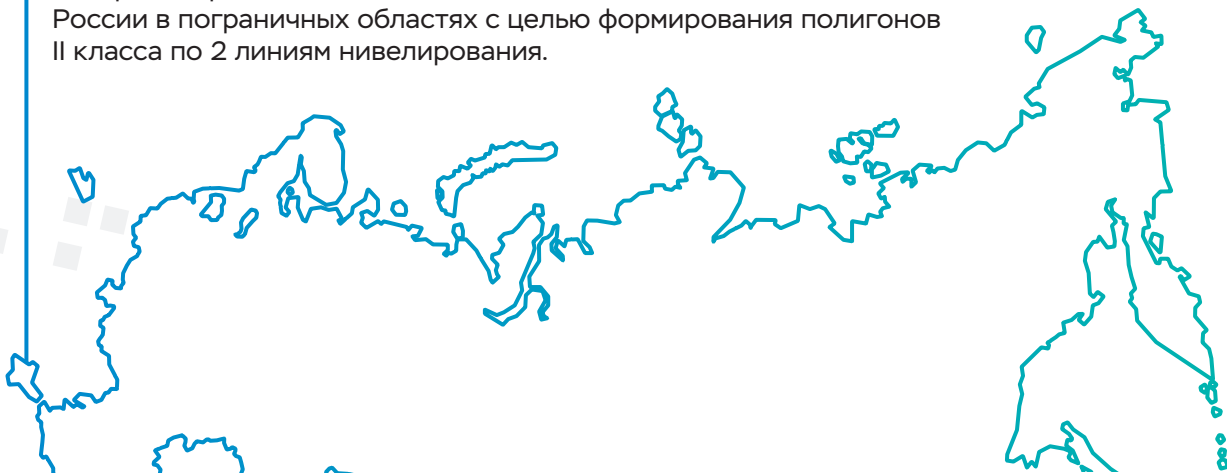 России в пограничных областях с целью формирования полигонов
II класса по 2 линиям нивелирования.